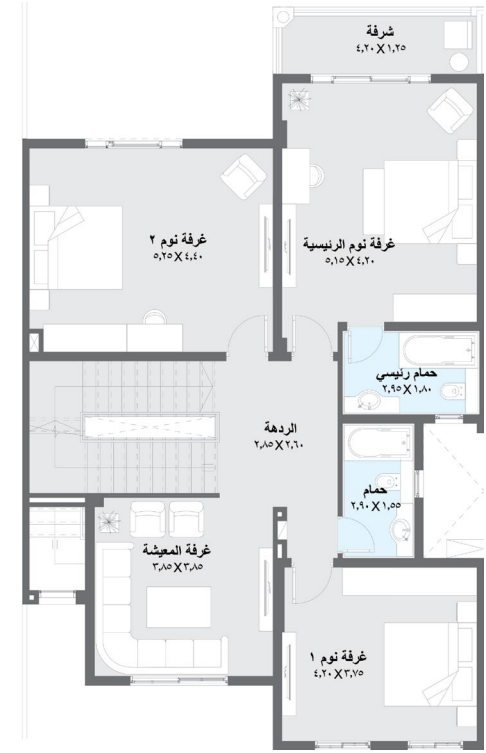 شرفة
٤,٢٠ X ١,٢٥
غرفة نوم ٢
٥,٢٥ X ٤,٤٠
غرفة نوم الرئيسية
٥,١٥ X ٤,٢٠
حمام رئيسي
٢,٩٥ X ١,٨٠
الردهة
٢,٨٥ X ٢,٦٠
حمام
٢,٩٠ X ١,٥٥
غرفة المعيشة
٣,٨٥ X ٣,٨٥
غرفة نوم ١
٤,٢٠ X ٣,٧٥